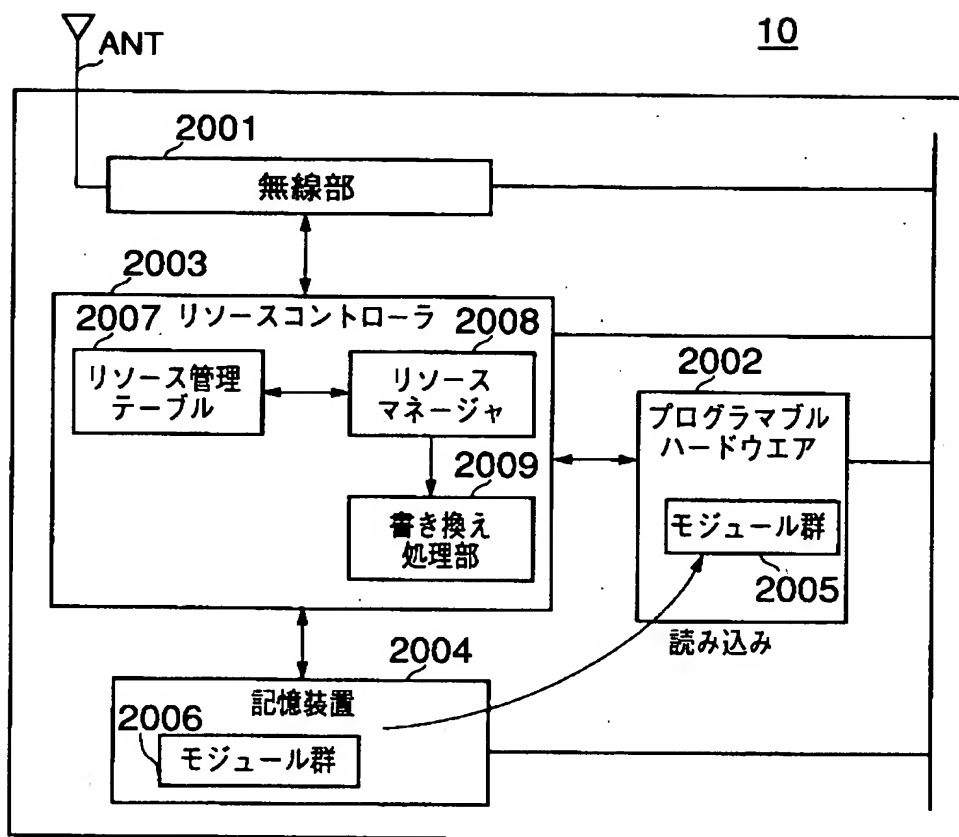 10
ANT
2001
無線部
2003
リソースコントローラ
2007
リソース管理
テーブル
2008
リソース
マネージャ
2009
書き換え
処理部
2002
プログラマブル
ハードウエア
モジュール群
2005
読み込み
2004
記憶装置
2006
モジュール群